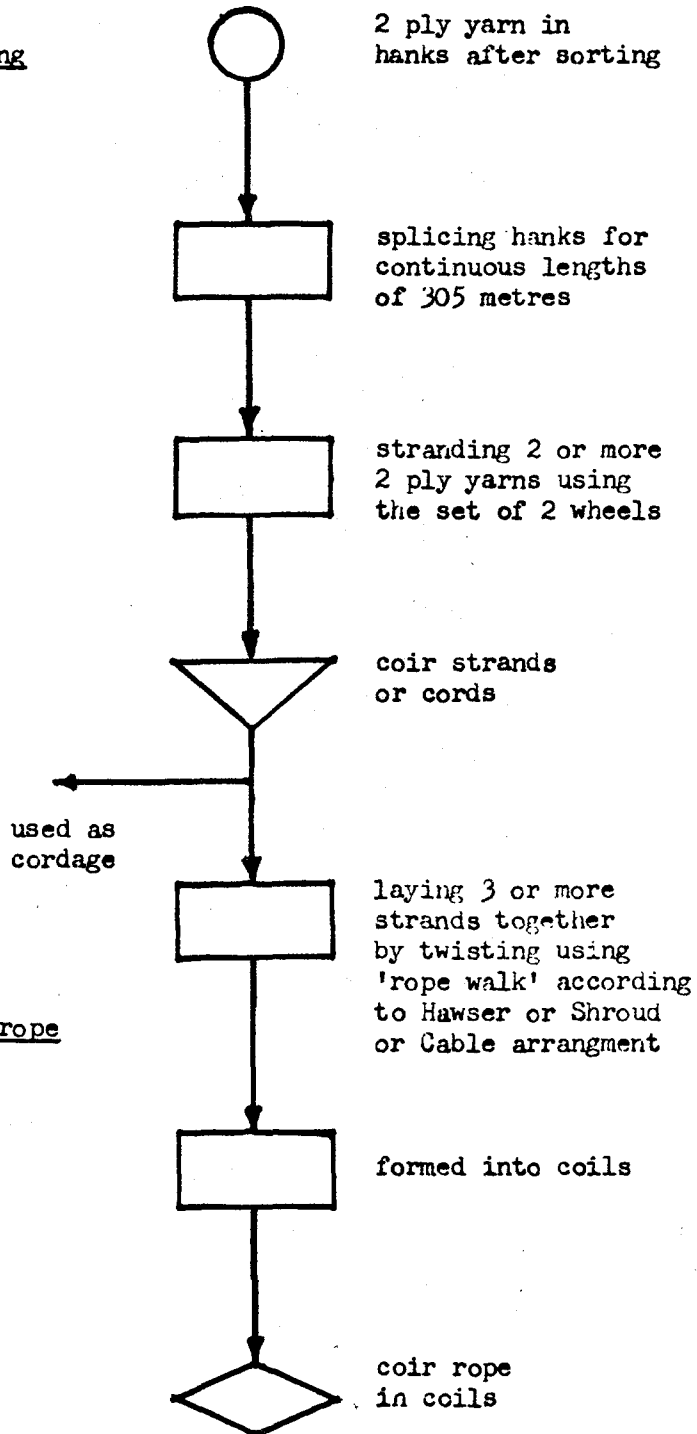 2 ply yarn in
hanks after sorting
splicing hanks for
continuous lengths
of 305 metres
stranding 2 or more
2 ply yarns using
the set of 2 wheels
coir strands
or cords
used as
cordage
laying 3 or more
strands together
by twisting using
'rope walk' according
to Hawser or Shroud
or Cable arrangment
rope
formed into coils
coir rope
in coils